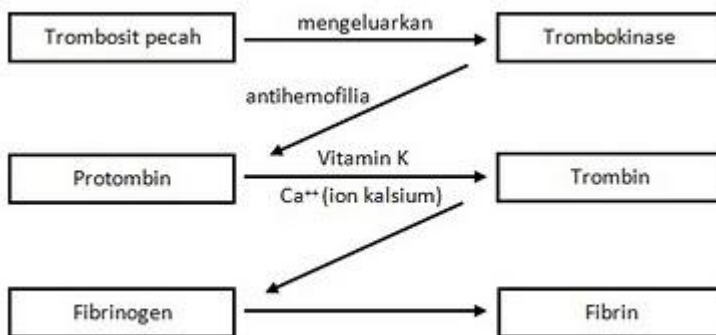 Trombosit pecah
mengeluarkan
Trombokinase
antihemofilia
Protombin
Vitamin K
Ca⁺⁺ (ion kalsium)
Trombin
Fibrinogen
Fibrin